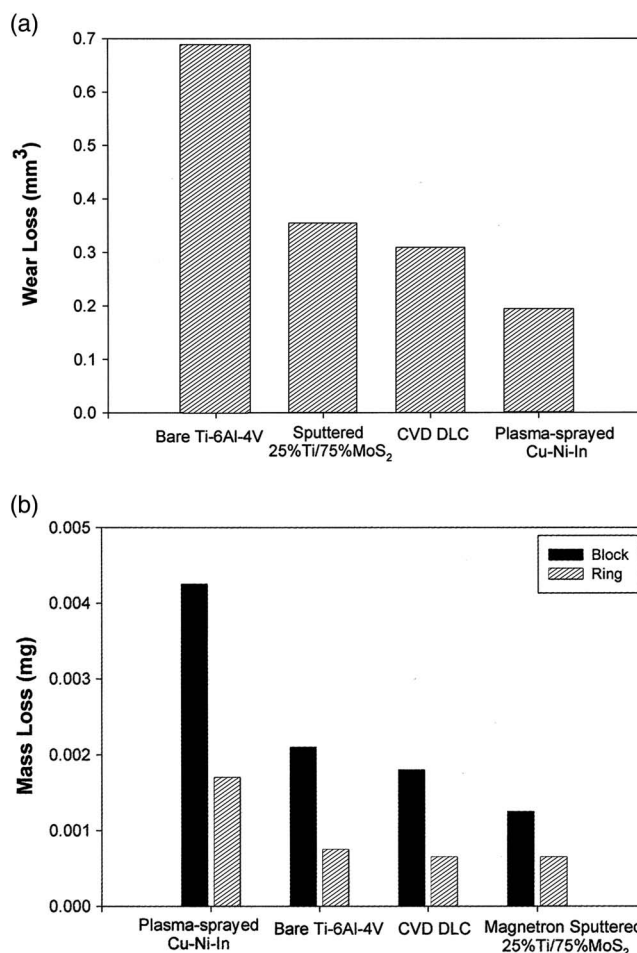 (a)
0.7
0.6
0.5
0.4
0.3
0.2
0.1
0.0
Wear Loss (mm³)
Bare Ti-6Al-4V
Sputtered
25%Ti/75%MoS₂
CVD DLC
Plasma-sprayed
Cu-Ni-In
(b)
0.005
0.004
0.003
0.002
0.001
0.000
Mass Loss (mg)
Block
Ring
Plasma-sprayed
Cu-Ni-In
Bare Ti-6Al-4V
CVD DLC
Magnetron Sputtered
25%Ti/75%MoS₂